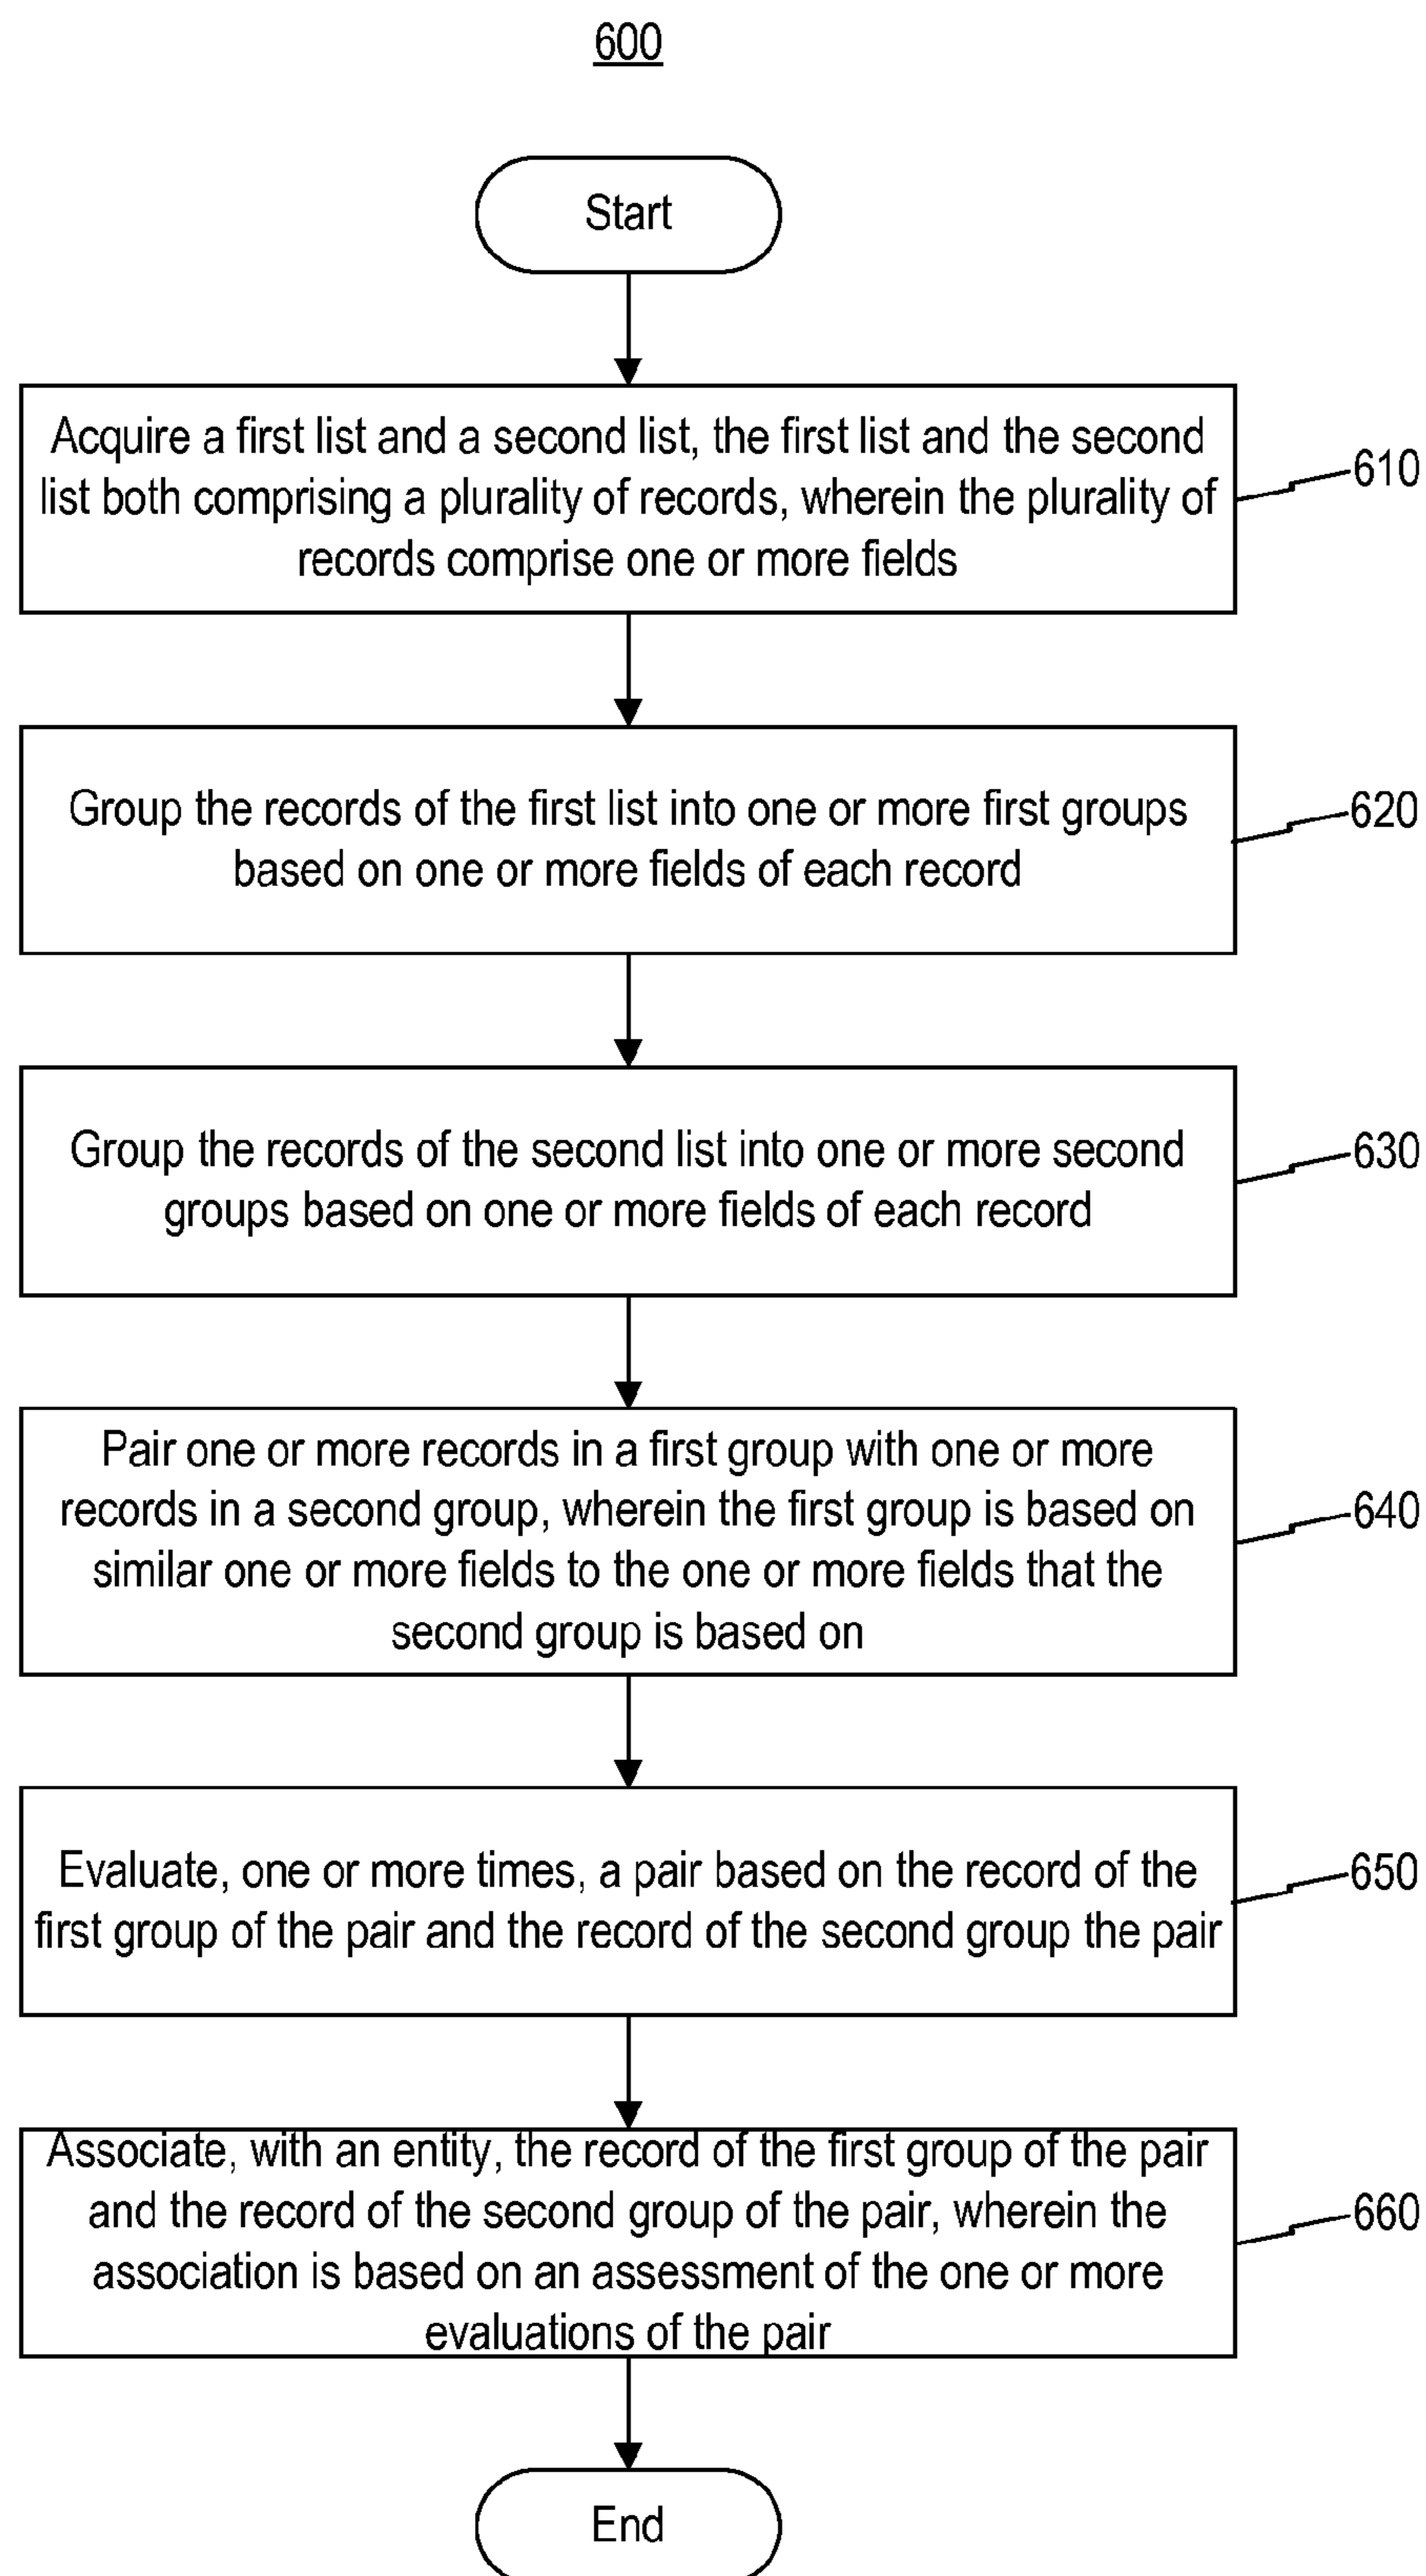 600
Start
Acquire a first list and a second list, the first list and the second
list both comprising a plurality of records, wherein the plurality of
records comprise one or more fields
610
Group the records of the first list into one or more first groups
based on one or more fields of each record
620
Group the records of the second list into one or more second
groups based on one or more fields of each record
630
Pair one or more records in a first group with one or more
records in a second group, wherein the first group is based on
similar one or more fields to the one or more fields that the
second group is based on
640
Evaluate, one or more times, a pair based on the record of the
first group of the pair and the record of the second group the pair
650
Associate, with an entity, the record of the first group of the pair
and the record of the second group of the pair, wherein the
association is based on an assessment of the one or more
evaluations of the pair
660
End